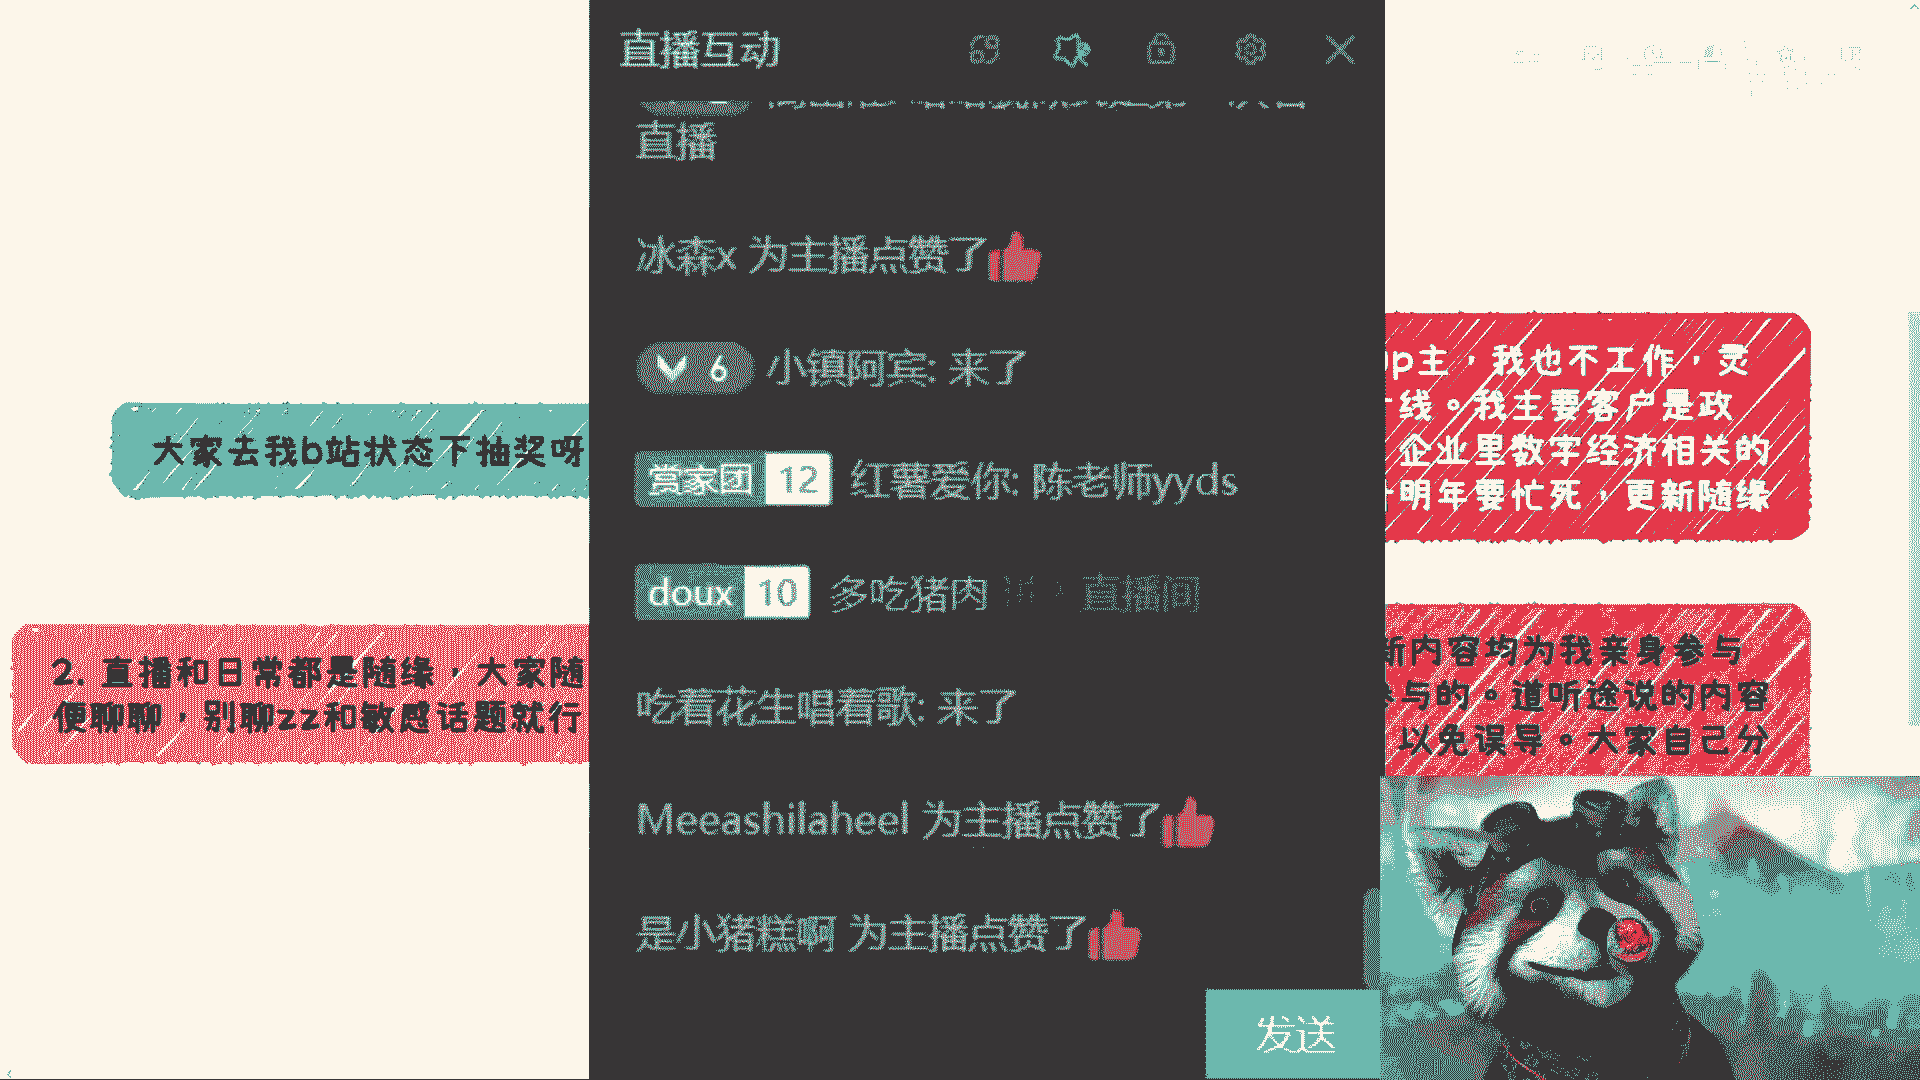 直播互动
直播
冰森x 为主播点赞了
6 小镇阿宾: 来了
赏家团 12 红薯爱你: 陈老师yyds
doux 10 多吃猪肉 进入直播间
吃着花生唱着歌: 来了
Meeashilaheel 为主播点赞了
是小猪糕啊 为主播点赞了
发送
大家去我b站状态下抽奖呀
2. 直播和日常都是随缘，大家随
便聊聊，别聊zz和敏感话题就行
up主，我也不工作，灵
线。我主要客户是政
企业里数字经济相关的
明年要忙死，更新随缘
新内容均为我亲身参与
参与的。道听途说的内容
以免误导。大家自己分